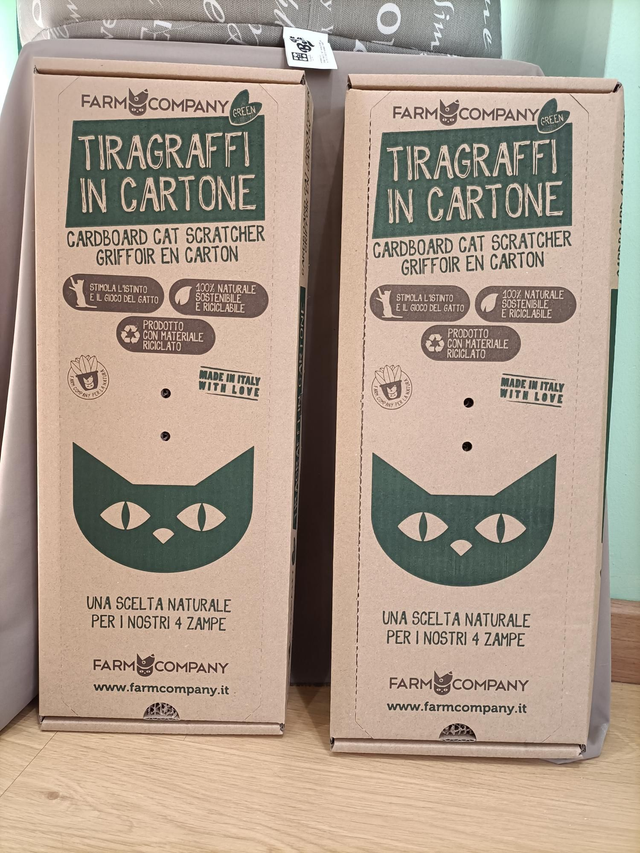 FARM COMPANY
GREEN
TIRAGRAFFI
IN CARTONE
CARDBOARD CAT SCRATCHER
GRIFFOIR EN CARTON
STIMOLA L'ISTINTO
E IL GIOCO DEL GATTO
100% NATURALE
SOSTENIBILE
E RICICLABILE
PRODOTTO
CON MATERIALE
RICICLATO
MADE IN ITALY
WITH LOVE
UNA SCELTA NATURALE
PER I NOSTRI 4 ZAMPE
FARM COMPANY
www.farmcompany.it
FARM COMPANY
GREEN
TIRAGRAFFI
IN CARTONE
CARDBOARD CAT SCRATCHER
GRIFFOIR EN CARTON
STIMOLA L'ISTINTO
E IL GIOCO DEL GATTO
100% NATURALE
SOSTENIBILE
E RICICLABILE
PRODOTTO
CON MATERIALE
RICICLATO
MADE IN ITALY
WITH LOVE
UNA SCELTA NATURALE
PER I NOSTRI 4 ZAMPE
FARM COMPANY
www.farmcompany.it